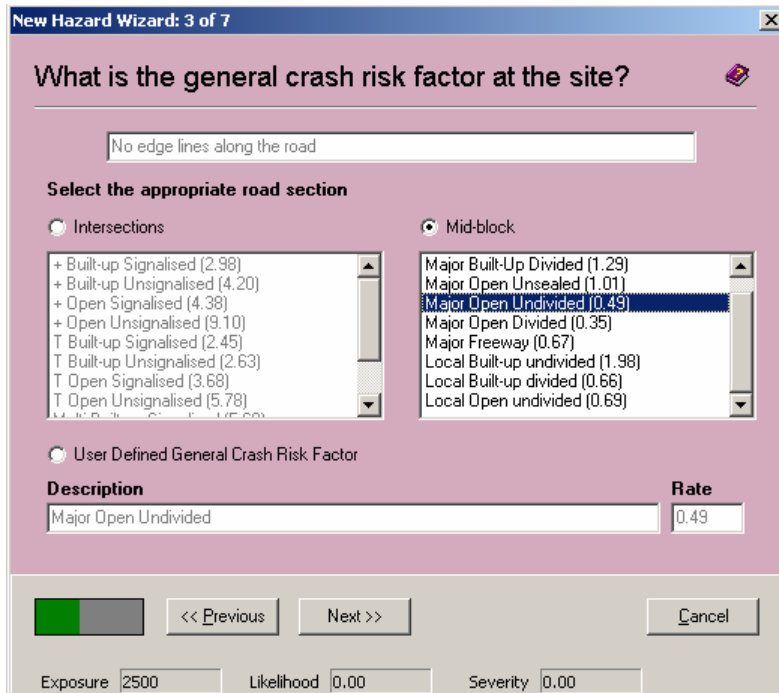 New Hazard Wizard: 3 of 7
What is the general crash risk factor at the site?
No edge lines along the road
Select the appropriate road section
Intersections
+ Built-up Signalised (2.98)
+ Built-up Unsignalised (4.20)
+ Open Signalised (4.38)
+ Open Unsignalised (9.10)
T Built-up Signalised (2.45)
T Built-up Unsignalised (2.63)
T Open Signalised (3.68)
T Open Unsignalised (5.78)
Mid-block
Major Built-Up Divided (1.29)
Major Open Unsealed (1.01)
Major Open Undivided (0.49)
Major Open Divided (0.35)
Major Freeway (0.67)
Local Built-up undivided (1.98)
Local Built-up divided (0.66)
Local Open undivided (0.69)
User Defined General Crash Risk Factor
Description Rate
Major Open Undivided 0.49
<< Previous Next >> Cancel
Exposure 2500 Likelihood 0.00 Severity 0.00